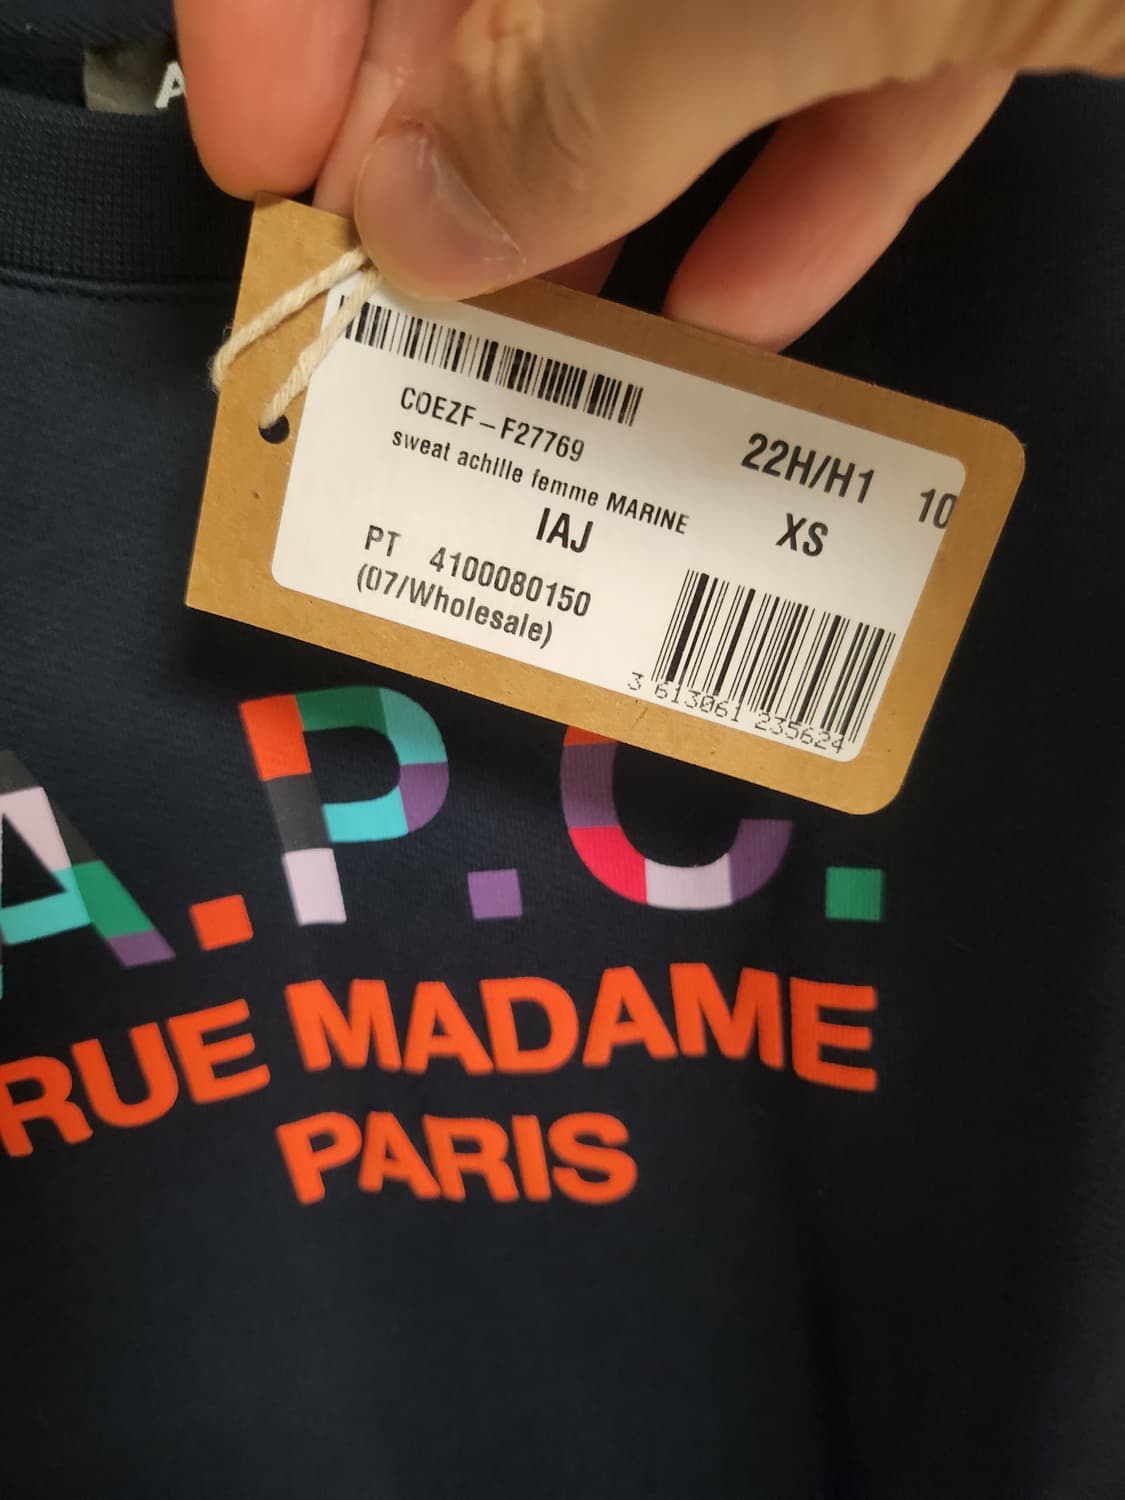 A
COEZF-F27769
sweat achille femme MARINE
IAJ
PT 4100080150
(07/Wholesale)
22H/H1 10
XS
3 613061 235624
A.P.C.
RUE MADAME
PARIS